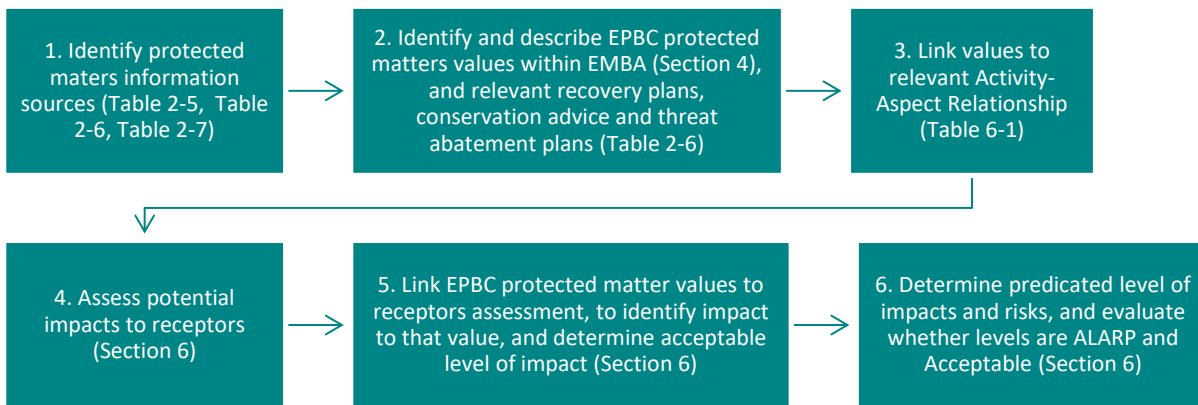 1. Identify protected
maters information
sources (Table 2-5, Table
2-6, Table 2-7)
2. Identify and describe EPBC protected
matters values within EMBA (Section 4),
and relevant recovery plans,
conservation advice and threat
abatement plans (Table 2-6)
3. Link values to
relevant Activity-
Aspect Relationship
(Table 6-1)
4. Assess potential
impacts to receptors
(Section 6)
5. Link EPBC protected matter values to
receptors assessment, to identify impact
to that value, and determine acceptable
level of impact (Section 6)
6. Determine predicated level of
impacts and risks, and evaluate
whether levels are ALARP and
Acceptable (Section 6)